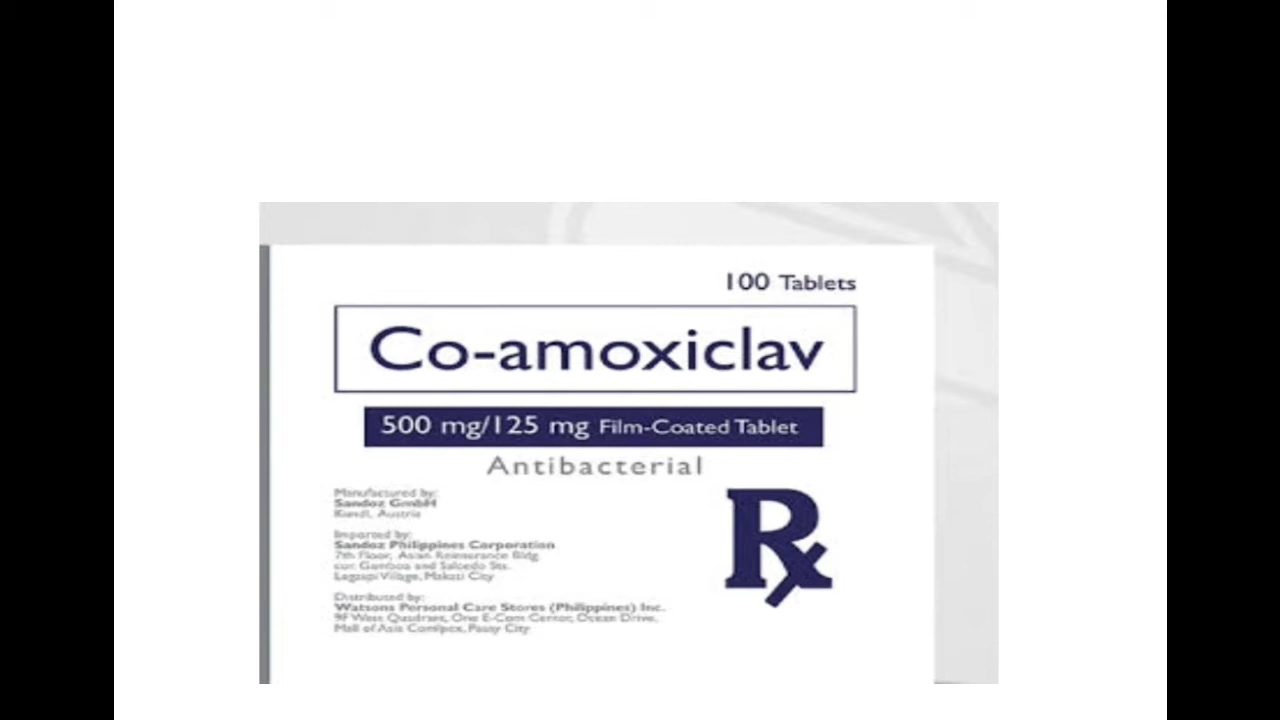 100 Tablets
Co-amoxiclav
500 mg/125 mg Film-Coated Tablet
Antibacterial
Rx
Manufactured by:
Sandoz GmbH
Kundl, Austria
Imported by:
Sandoz Philippines Corporation
7th Floor, Asian Reinsurance Bldg.
cor. Gamboa and Salcedo Sts.
Legaspi Village, Makati City
Distributed by:
Watsons Personal Care Stores (Philippines) Inc.
9F West Quadrant, One E-Com Center, Ocean Drive,
Mall of Asia Comlpex, Pasay City